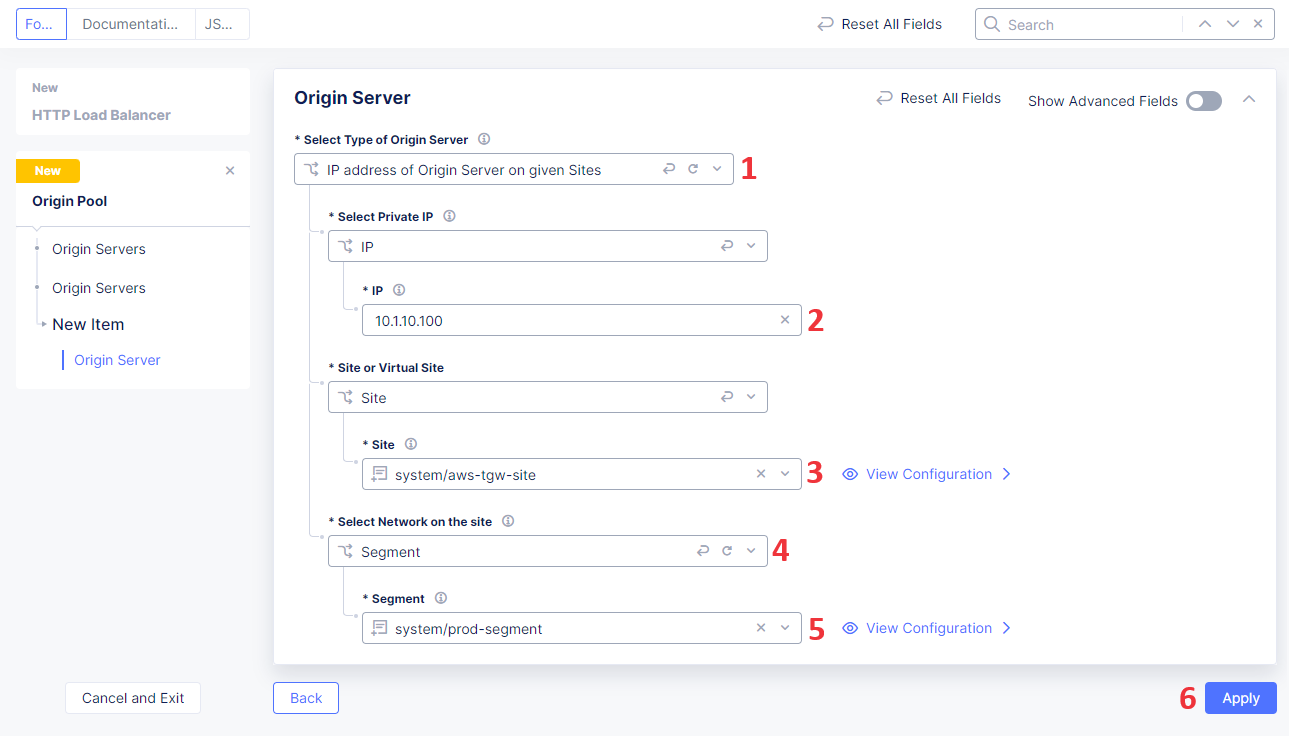 Fo...
Documentati...
JS...
Reset All Fields
Search
New
HTTP Load Balancer
New
Origin Pool
Origin Servers
Origin Servers
New Item
Origin Server
Origin Server
Reset All Fields
Show Advanced Fields
* Select Type of Origin Server
IP address of Origin Server on given Sites
1
* Select Private IP
IP
* IP
10.1.10.100
2
* Site or Virtual Site
Site
* Site
system/aws-tgw-site
3
View Configuration
* Select Network on the site
Segment
4
* Segment
system/prod-segment
5
View Configuration
Cancel and Exit
Back
6
Apply